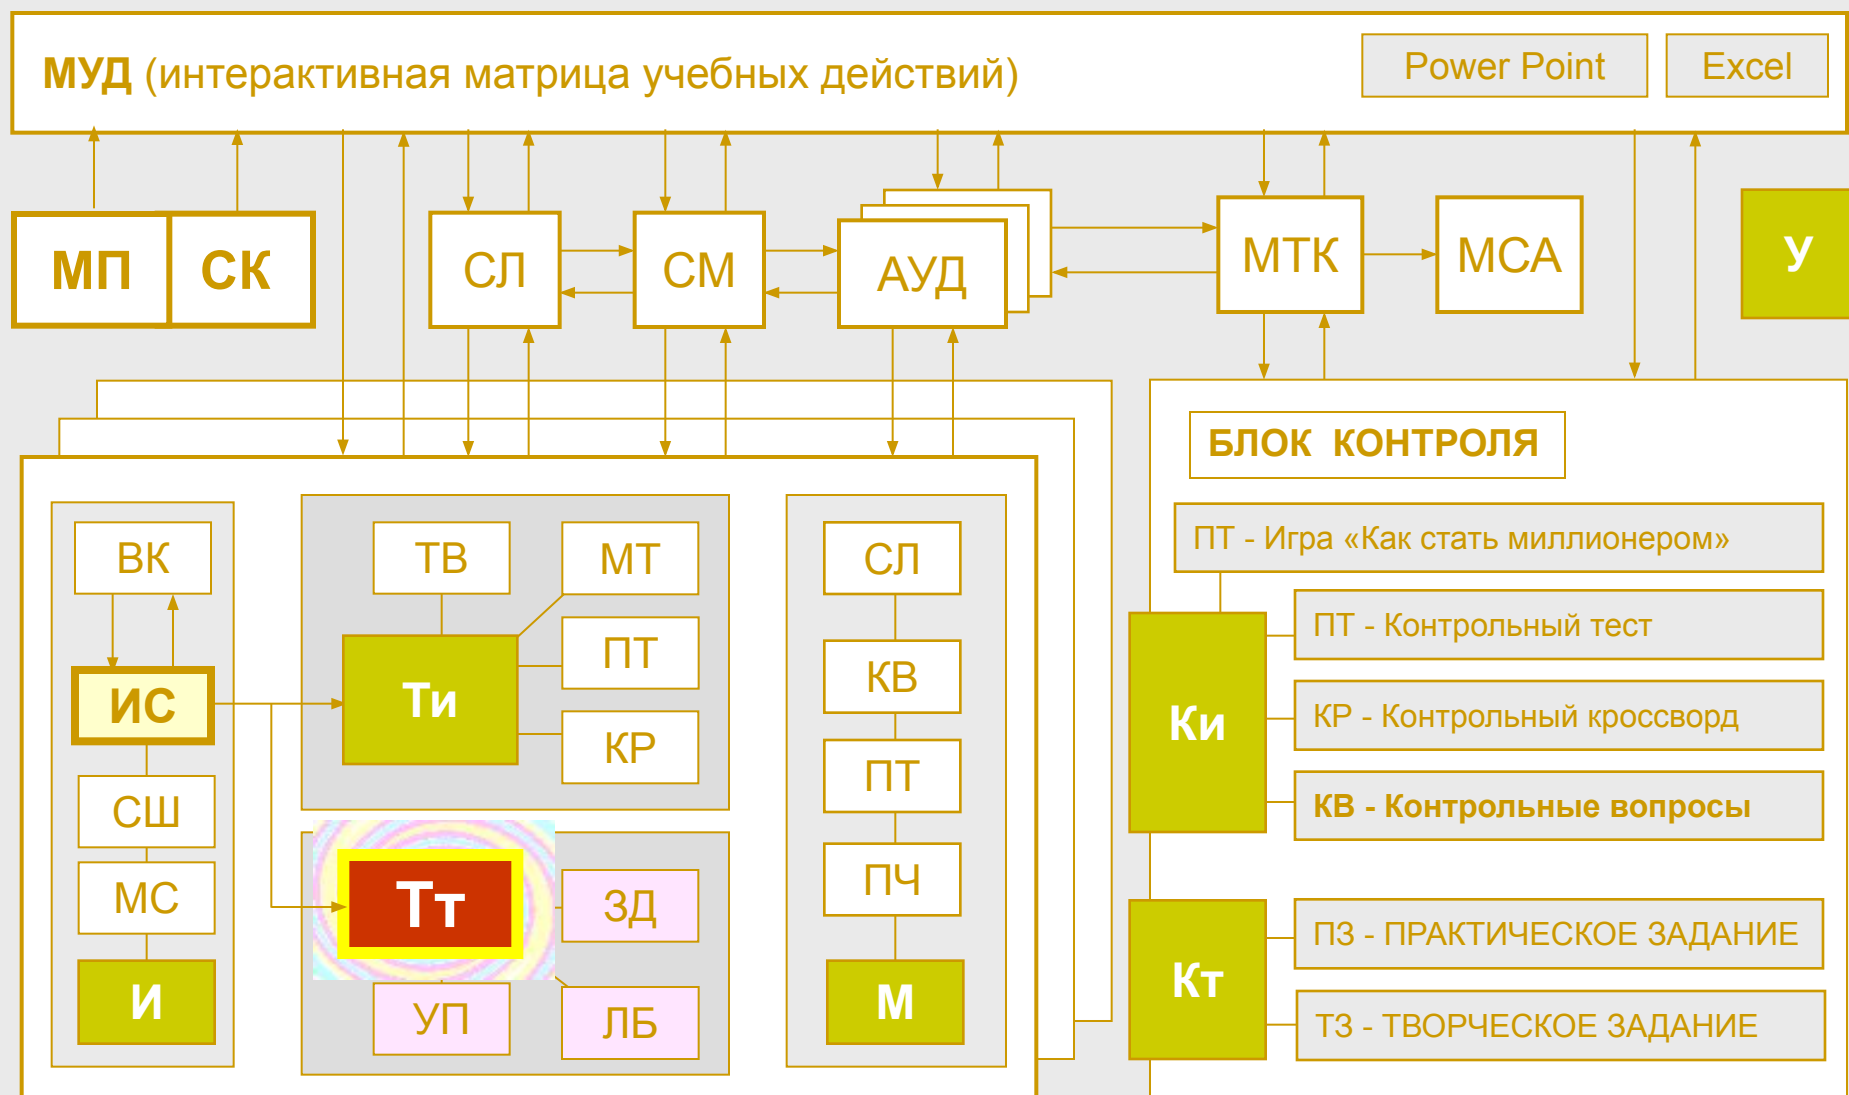 МУД (интерактивная матрица учебных действий)
Power Point
Excel
МП
СК
СЛ
СМ
АУД
МТК
МСА
У
БЛОК КОНТРОЛЯ
ПТ - Игра «Как стать миллионером»
ВК
ТВ
МТ
СЛ
ПТ - Контрольный тест
ПТ
КВ
ИС
Ти
КР - Контрольный кроссворд
Ки
КР
ПТ
СШ
КВ - Контрольные вопросы
МС
Тт
ЗД
ПЧ
ПЗ - ПРАКТИЧЕСКОЕ ЗАДАНИЕ
Кт
И
УП
ЛБ
М
ТЗ - ТВОРЧЕСКОЕ ЗАДАНИЕ